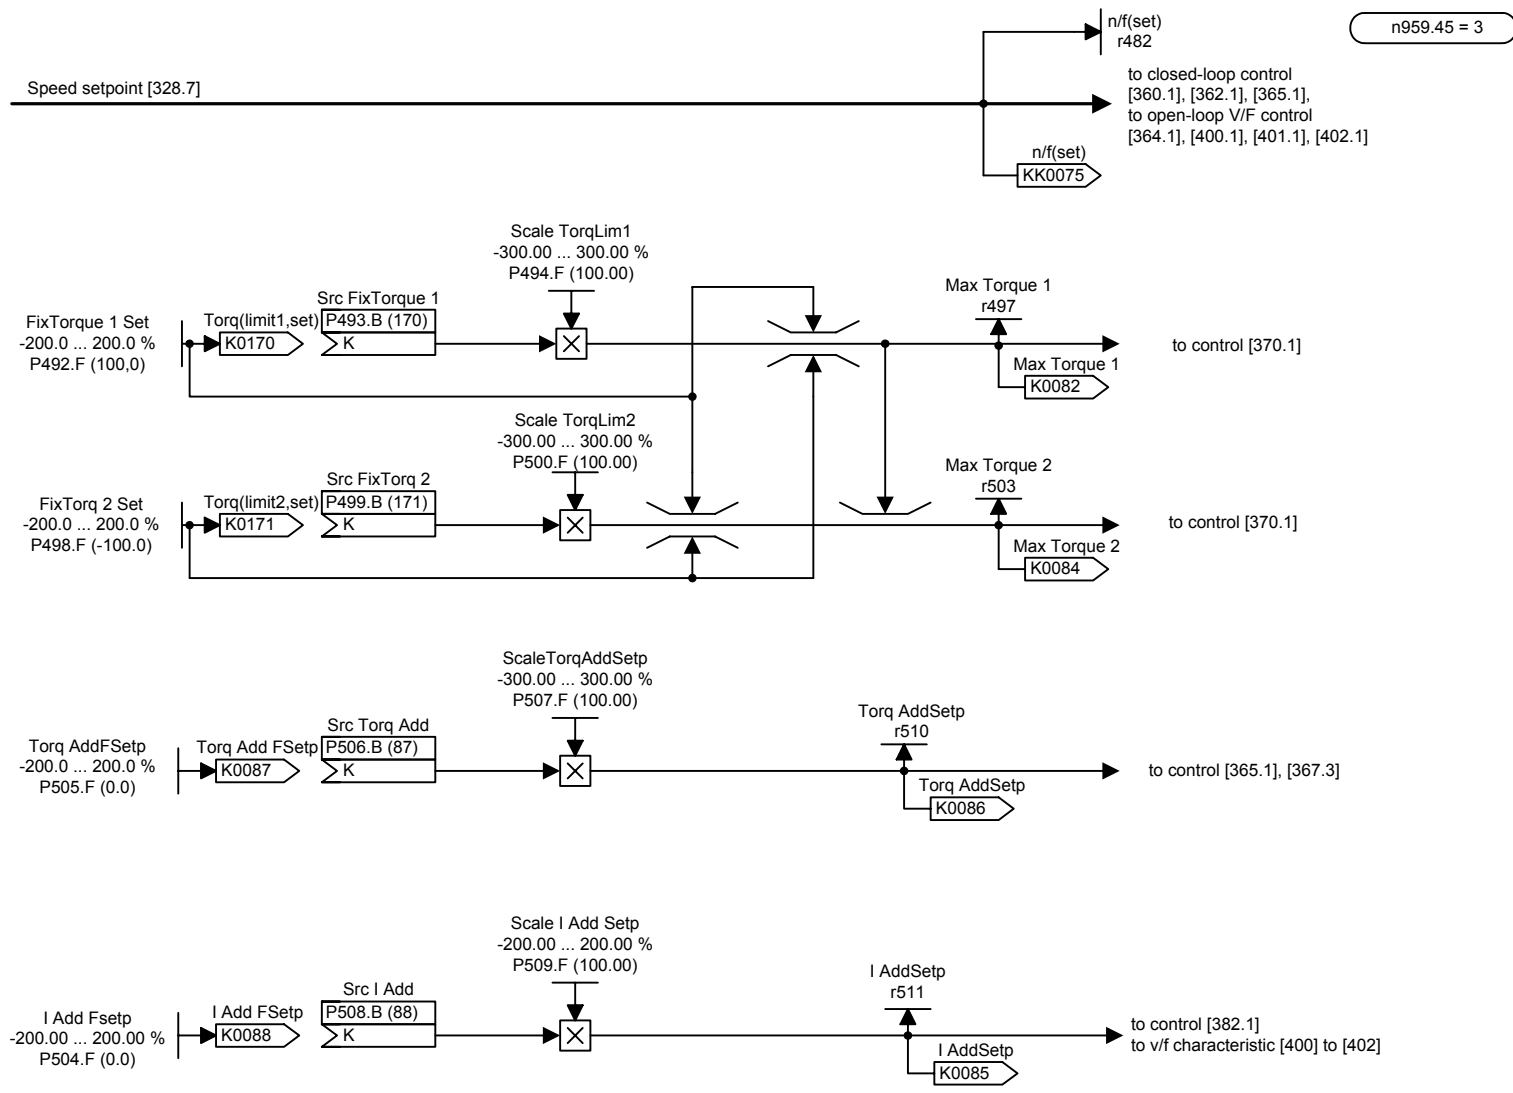 n/f(set)
r482
n959.45 = 3
Speed setpoint [328.7]
to closed-loop control
[360.1], [362.1], [365.1],
to open-loop V/F control
[364.1], [400.1], [401.1], [402.1]
n/f(set)
KK0075
Scale TorqLim1
-300.00 ... 300.00 %
P494.F (100.00)
FixTorque 1 Set
-200.0 ... 200.0 %
P492.F (100,0)
Torq(limit1,set)
K0170
Src FixTorque 1
P493.B (170)
K
Max Torque 1
r497
to control [370.1]
Max Torque 1
K0082
Scale TorqLim2
-300.00 ... 300.00 %
P500.F (100.00)
FixTorq 2 Set
-200.0 ... 200.0 %
P498.F (-100.0)
Torq(limit2,set)
K0171
Src FixTorq 2
P499.B (171)
K
Max Torque 2
r503
to control [370.1]
Max Torque 2
K0084
ScaleTorqAddSetp
-300.00 ... 300.00 %
P507.F (100.00)
Torq AddFSetp
-200.0 ... 200.0 %
P505.F (0.0)
Torq Add FSetp
K0087
Src Torq Add
P506.B (87)
K
Torq AddSetp
r510
to control [365.1], [367.3]
Torq AddSetp
K0086
Scale I Add Setp
-200.00 ... 200.00 %
P509.F (100.00)
I Add Fsetp
-200.00 ... 200.00 %
P504.F (0.0)
I Add FSetp
K0088
Src I Add
P508.B (88)
K
I AddSetp
r511
to control [382.1]
to v/f characteristic [400] to [402]
I AddSetp
K0085